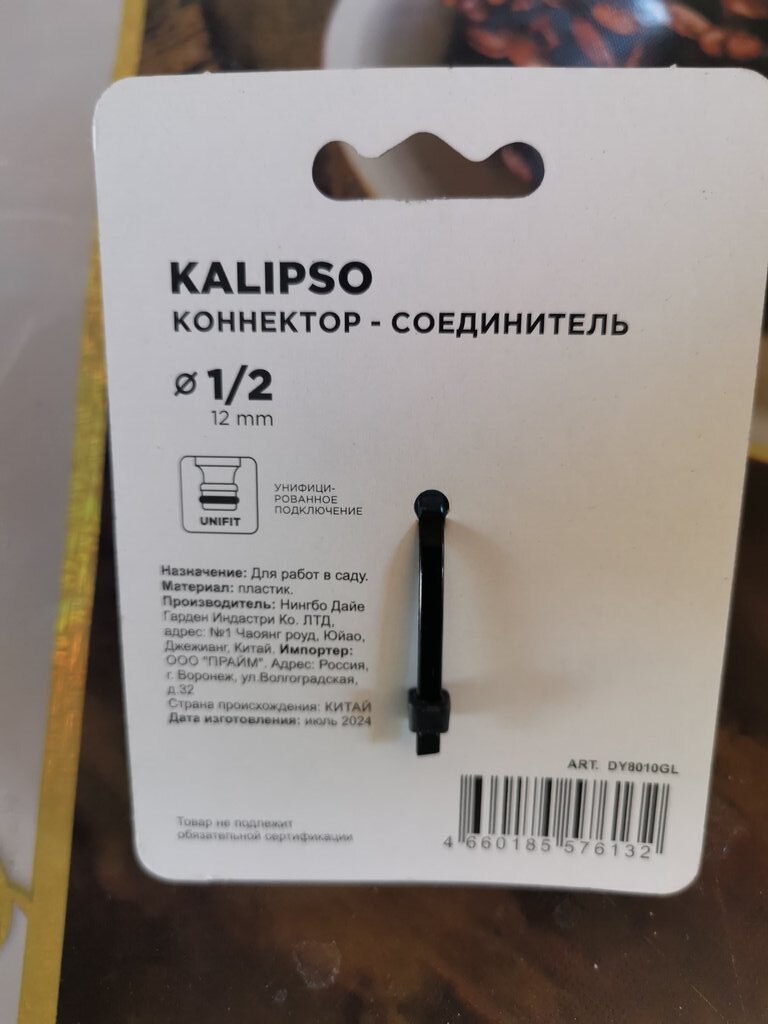 KALIPSO
КОННЕКТОР - СОЕДИНИТЕЛЬ
⌀ 1/2
12 mm
UNIFIT
УНИФИЦИ-
РОВАННОЕ
ПОДКЛЮЧЕНИЕ
Назначение: Для работ в саду.
Материал: пластик.
Производитель: Нингбо Дайе
Гарден Индастри Ко. ЛТД,
адрес: №1 Чаоянг роуд, Юйао,
Джежианг, Китай. Импортер:
ООО "ПРАЙМ". Адрес: Россия,
г. Воронеж, ул.Волгоградская,
д.32
Страна происхождения: КИТАЙ
Дата изготовления: июль 2024
ART. DY8010GL
4 660185 576132
Товар не подлежит
обязательной сертификации